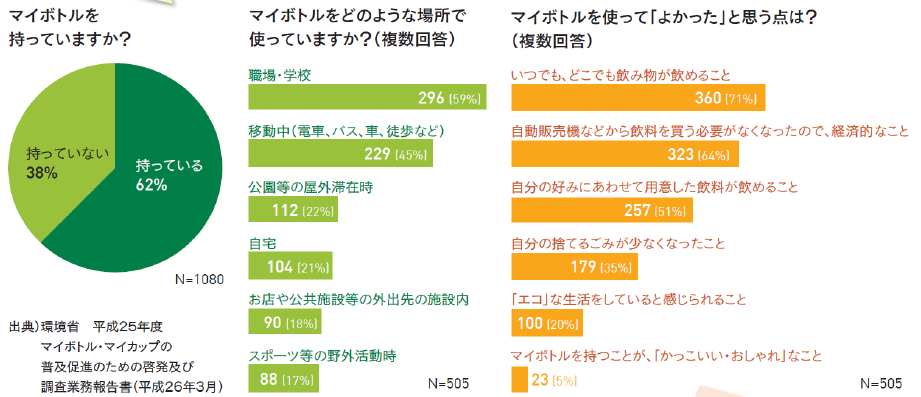 マイボトルを
持っていますか?
持っていない
38%
持っている
62%
N=1080
出典)環境省 平成25年度
マイボトル・マイカップの
普及促進のための啓発及び
調査業務報告書(平成26年3月)
マイボトルをどのような場所で
使っていますか?(複数回答)
職場・学校
296 (59%)
移動中(電車、バス、車、徒歩など)
229 (45%)
公園等の屋外滞在時
112 (22%)
自宅
104 (21%)
お店や公共施設等の外出先の施設内
90 (18%)
スポーツ等の野外活動時
88 (17%)
N=505
マイボトルを使って「よかった」と思う点は?
(複数回答)
いつでも、どこでも飲み物が飲めること
360 (71%)
自動販売機などから飲料を買う必要がなくなったので、経済的なこと
323 (64%)
自分の好みにあわせて用意した飲料が飲めること
257 (51%)
自分の捨てるごみが少なくなったこと
179 (35%)
「エコ」な生活をしていると感じられること
100 (20%)
マイボトルを持つことが、「かっこいい・おしゃれ」なこと
23 (5%)
N=505